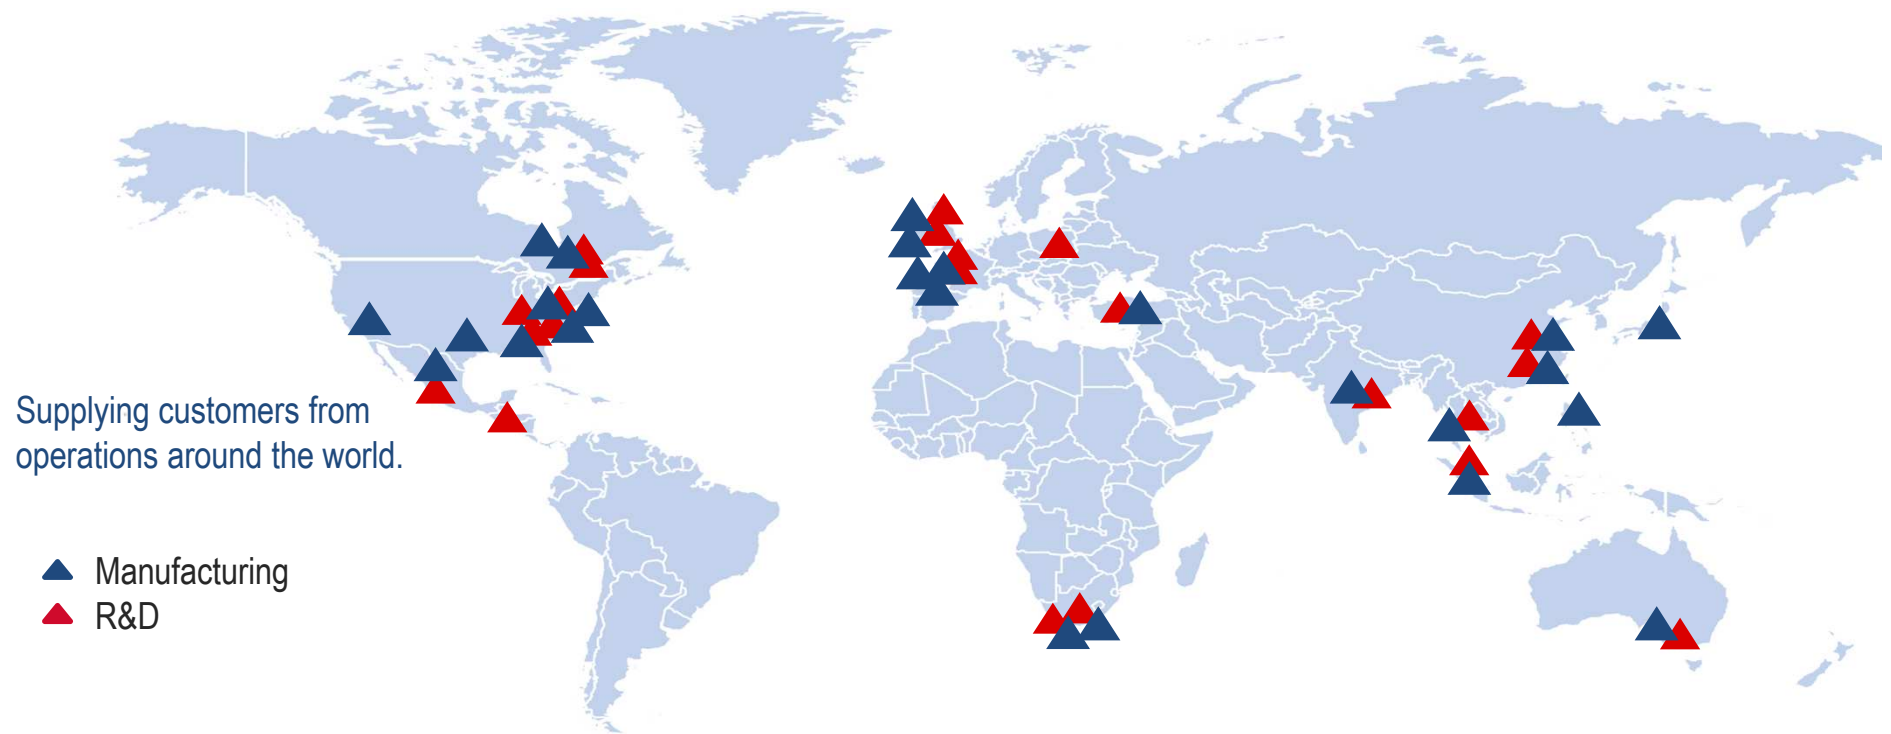 Supplying customers from
operations around the world.
Manufacturing
R&D